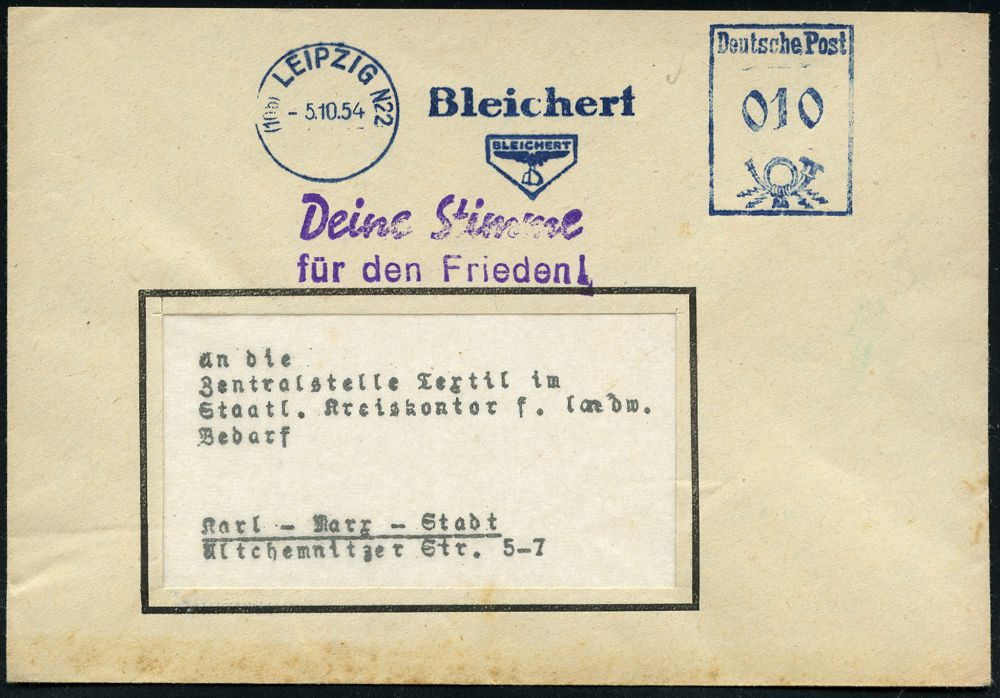 (10b) LEIPZIG N22
- 5.10.54
Bleichert
BLEICHERT
Deutsche Post
010
Deine Stimme
für den Frieden!
An die
Zentralstelle Textil im
Staatl. Kreiskontor f. landw.
Bedarf
Karl - Marx - Stadt
Altchemnitzer Str. 5-7